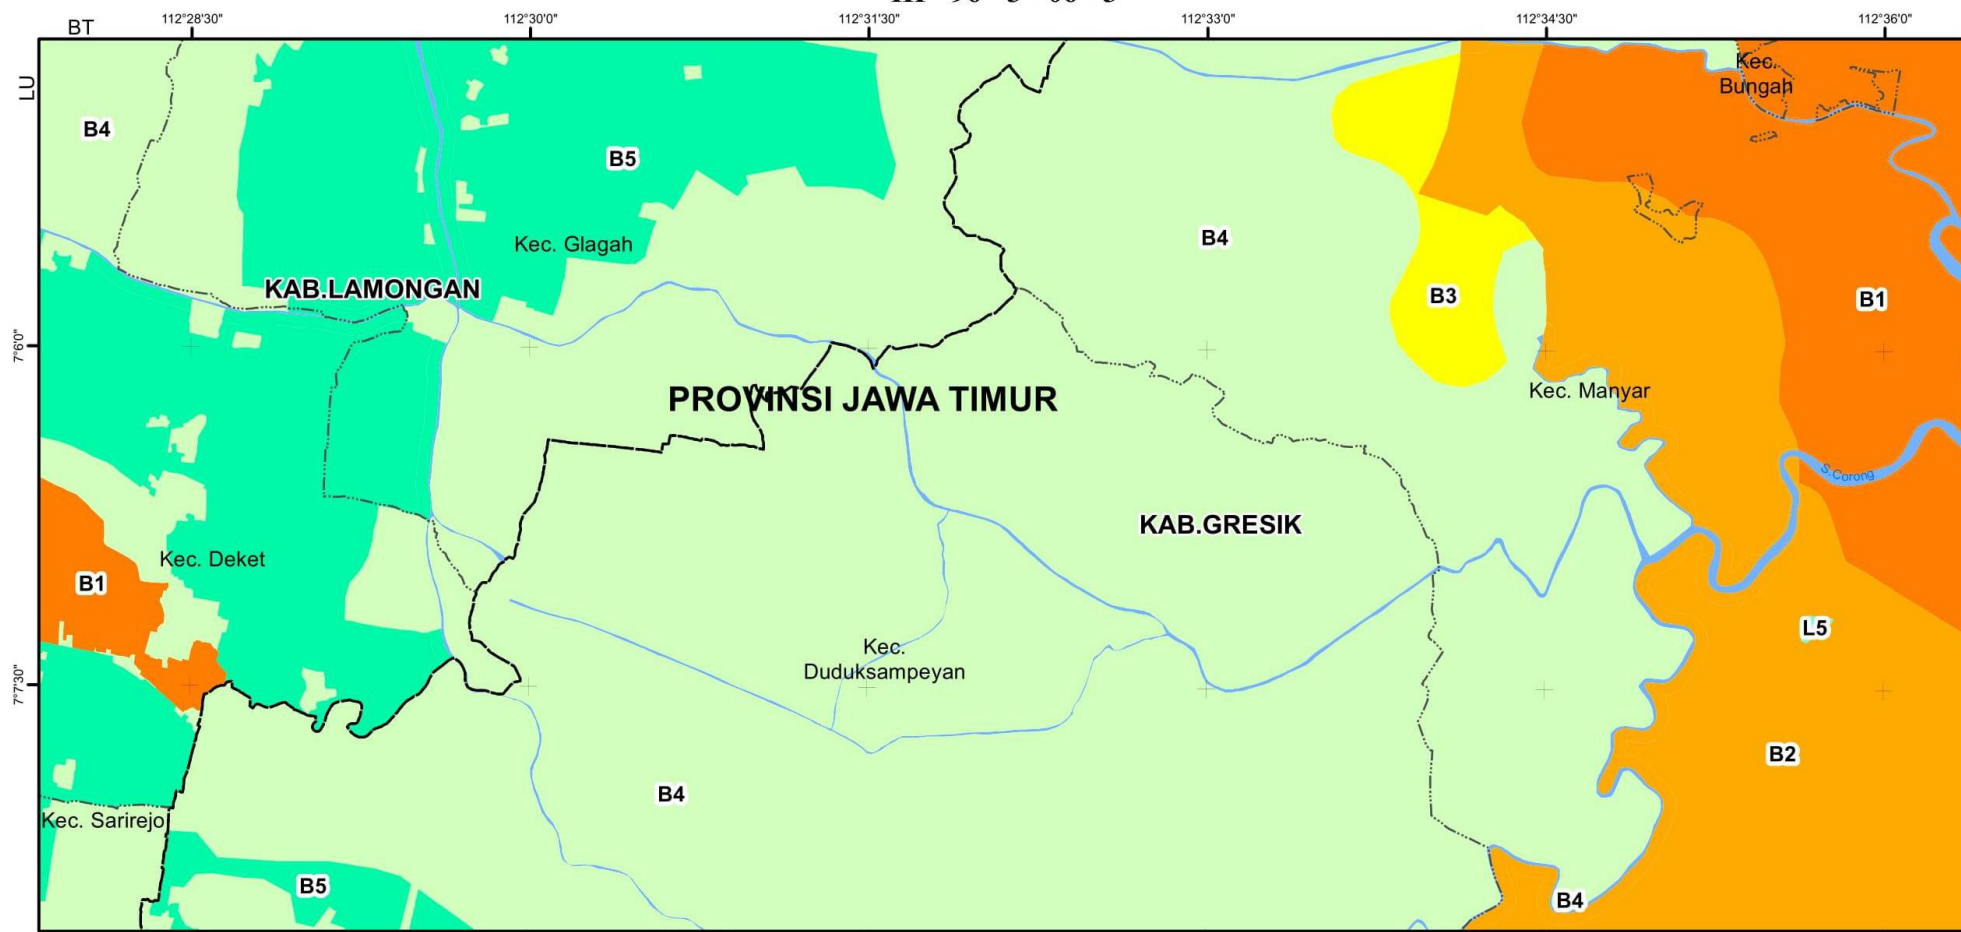 112°28'30"
112°30'0"
112°31'30"
112°33'0"
112°34'30"
112°36'0"
BT
LU
Kec.
Bungah
B4
B5
Kec. Glagah
B4
KAB.LAMONGAN
B3
B1
7°6'0"
PROVINSI JAWA TIMUR
Kec. Manyar
S.Corong
KAB.GRESIK
Kec. Deket
B1
L5
Kec.
Duduksampeyan
7°7'30"
B2
B4
Kec. Sarirejo
B5
B4